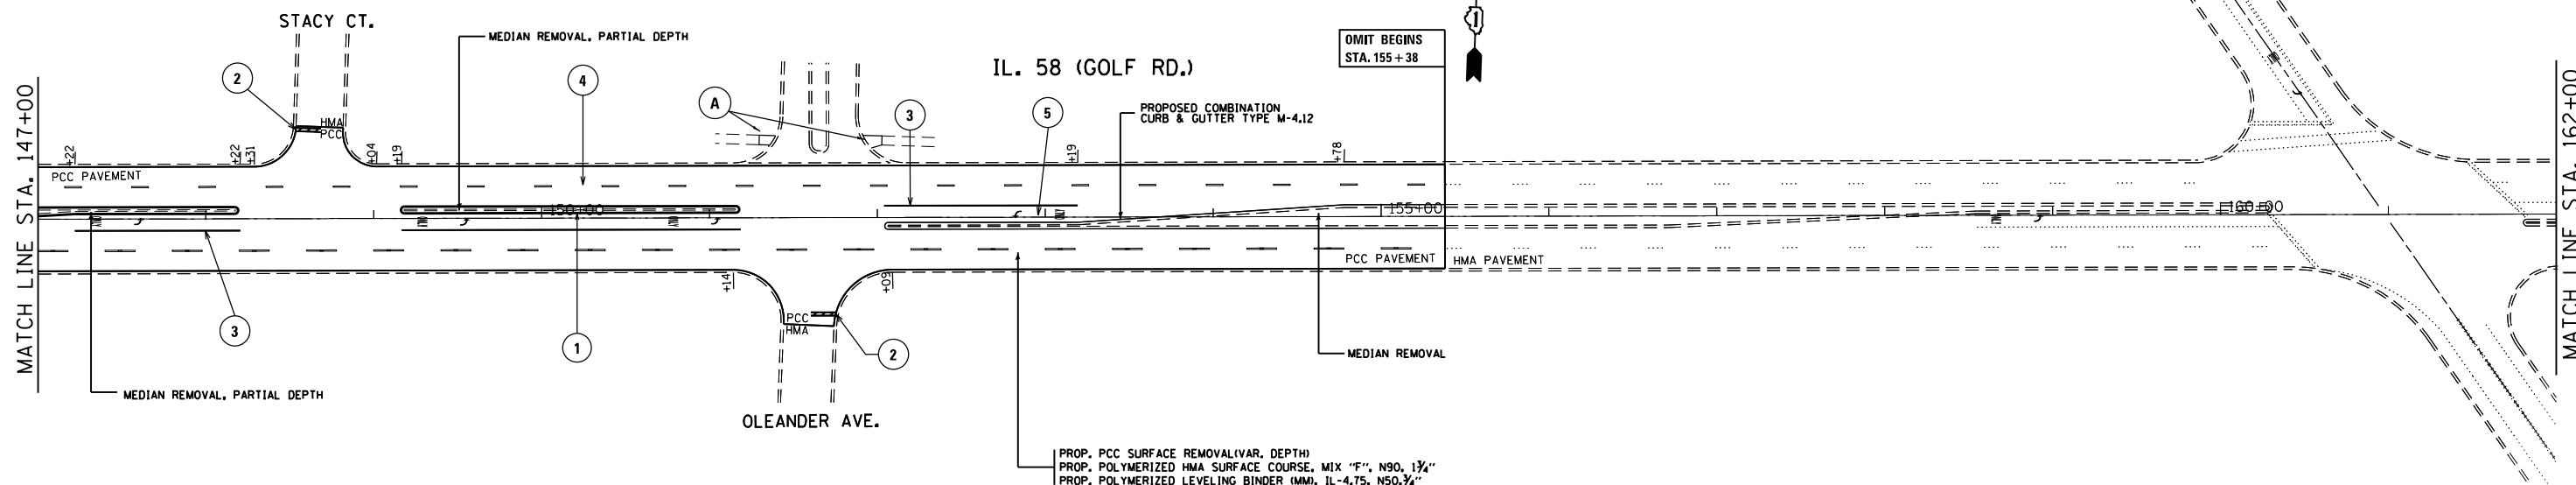 STACY CT.
MEDIAN REMOVAL, PARTIAL DEPTH
2
4
A
IL. 58 (GOLF RD.)
3
5
PROPOSED COMBINATION
CURB & GUTTER TYPE M-4.12
OMIT BEGINS
STA. 155+38
1
MATCH LINE STA. 147+00
MATCH LINE STA. 162+00
HMA
PCC
+22
+22
+31
+04
+19
+19
+78
PCC PAVEMENT
150+00
155+00
160+00
ONLY
PCC PAVEMENT
HMA PAVEMENT
+14
+09
PCC
HMA
3
1
2
MEDIAN REMOVAL
MEDIAN REMOVAL, PARTIAL DEPTH
OLEANDER AVE.
PROP. PCC SURFACE REMOVAL(VAR. DEPTH)
PROP. POLYMERIZED HMA SURFACE COURSE, MIX "F", N90, 1¾"
PROP. POLYMERIZED LEVELING BINDER (MM), IL-4.75, N50,¾"